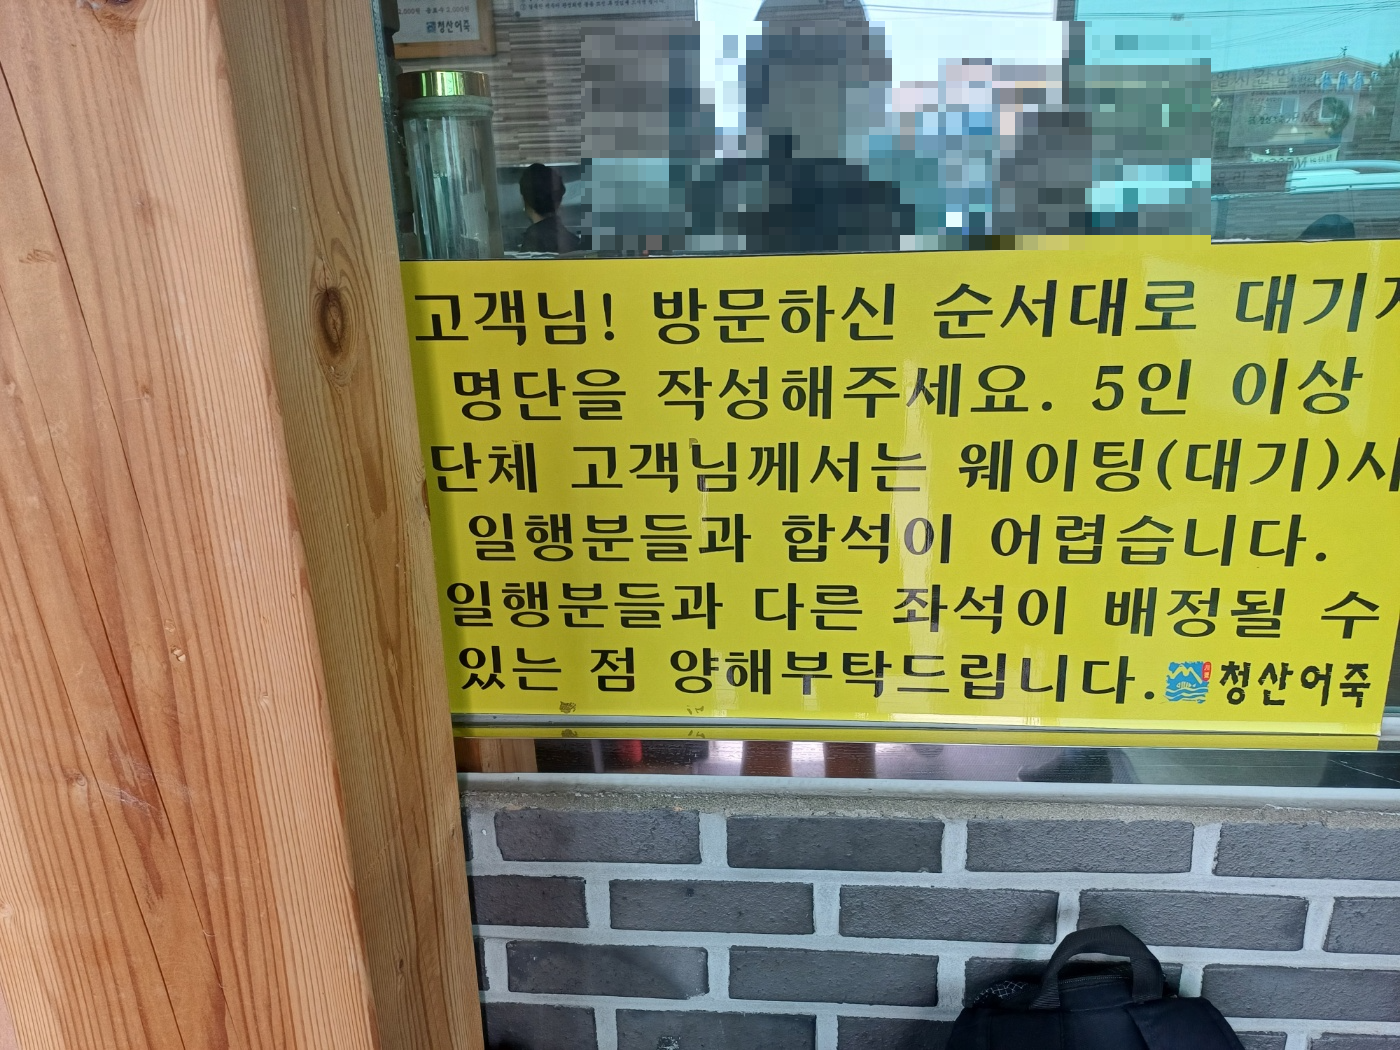 청산어죽
고객님! 방문하신 순서대로 대기
명단을 작성해주세요. 5인 이상
단체 고객님께서는 웨이팅(대기)시
일행분들과 합석이 어렵습니다.
일행분들과 다른 좌석이 배정될 수
있는 점 양해부탁드립니다. 청산어죽